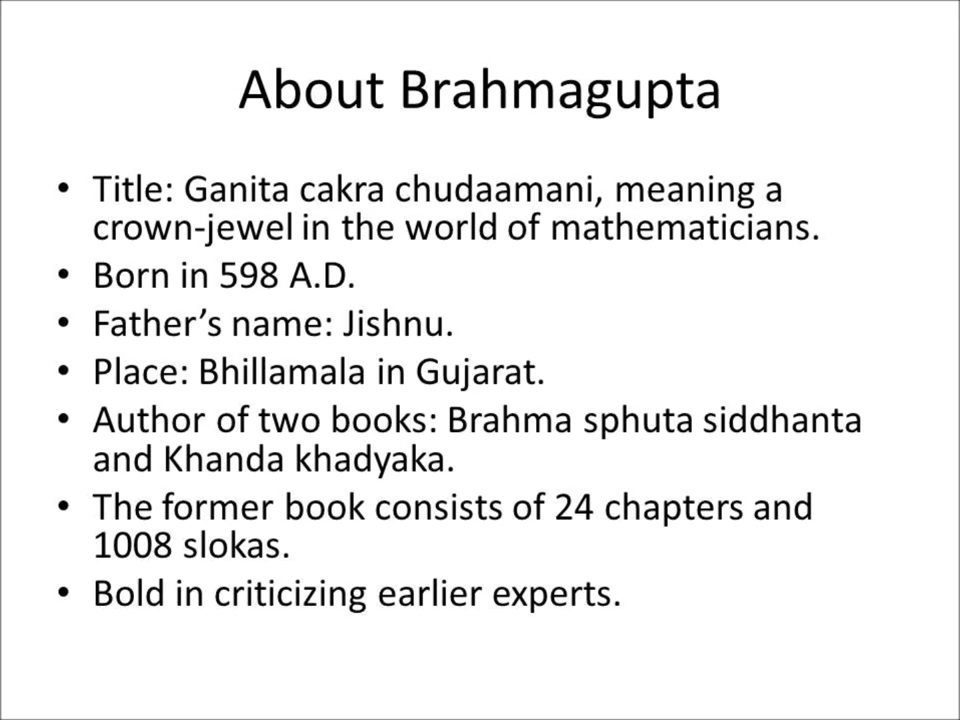 About Brahmagupta
• Title: Ganita cakra chudaamani, meaning a
crown-jewel in the world of mathematicians.
• Born in 598 A.D.
• Father’s name: Jishnu.
• Place: Bhillamala in Gujarat.
• Author of two books: Brahma sphuta siddhanta
and Khanda khadyaka.
• The former book consists of 24 chapters and
1008 slokas.
• Bold in criticizing earlier experts.